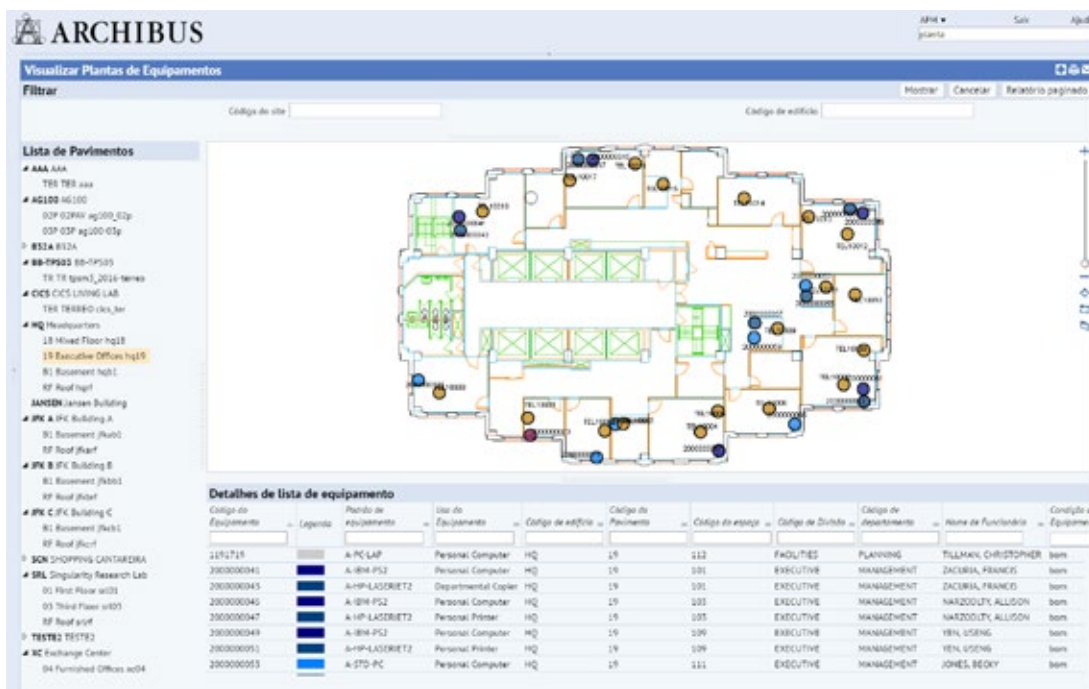 ARCHIBUS
AFM Sair
planta
Visualizar Plantas de Equipamentos
Filtrar Mostrar Cancelar Relatório paginado
Código do site Código de edifício
Lista de Pavimentos
AAA AAA
TER TER aaa
AG100 AG100
02P 02PAV ag100_02p
03P 03P ag100-03p
BS2A BS2A
BB-TPS03 BB-TPS03
CICS CICS LIVING LAB
TER TERREO cics_ter
HQ Headquarters
18 Mixed Floor hq18
19 Executive Offices hq19
B1 Basement hqb1
RF Roof hqrf
JANSEN Jansen Building
JFK A JFK Building A
B1 Basement jfkab1
RF Roof jfkarf
JFK B JFK Building B
B1 Basement jfkbb1
RF Roof jfkbrf
JFK C JFK Building C
B1 Basement jfkcb1
RF Roof jfkcrf
SCN SHOPPING CANTAREIRA
SRL Singularity Research Lab
01 First Floor srl01
03 Third Floor srl03
RF Roof srlrf
TESTE2 TESTE2
XC Exchange Center
04 Furnished Offices xc04
Detalhes de lista de equipamento
Código do Equipamento Legenda Padrão de equipamento Uso do Equipamento Código de edifício Código do Pavimento Código do espaço Código de Divisão Código de departamento Nome de Funcionário
1191719 A-PC-LAP Personal Computer HQ 19 112 FACILITIES PLANNING TILLMAN, CHRISTOPHER bom
2000000041 A-IBM-PS2 Personal Computer HQ 19 101 EXECUTIVE MANAGEMENT ZACURIA, FRANCIS bom
2000000043 A-HP-LASERJET2 Departmental Copier HQ 19 101 EXECUTIVE MANAGEMENT ZACURIA, FRANCIS bom
2000000045 A-IBM-PS2 Personal Computer HQ 19 103 EXECUTIVE MANAGEMENT NARZOOLTY, ALLISON bom
2000000047 A-HP-LASERJET2 Personal Printer HQ 19 103 EXECUTIVE MANAGEMENT NARZOOLTY, ALLISON bom
2000000049 A-IBM-PS2 Personal Computer HQ 19 109 EXECUTIVE MANAGEMENT YEN, USENG bom
2000000051 A-HP-LASERJET2 Personal Printer HQ 19 109 EXECUTIVE MANAGEMENT YEN, USENG bom
2000000053 A-STD-PC Personal Computer HQ 19 111 EXECUTIVE MANAGEMENT JONES, BECKY bom